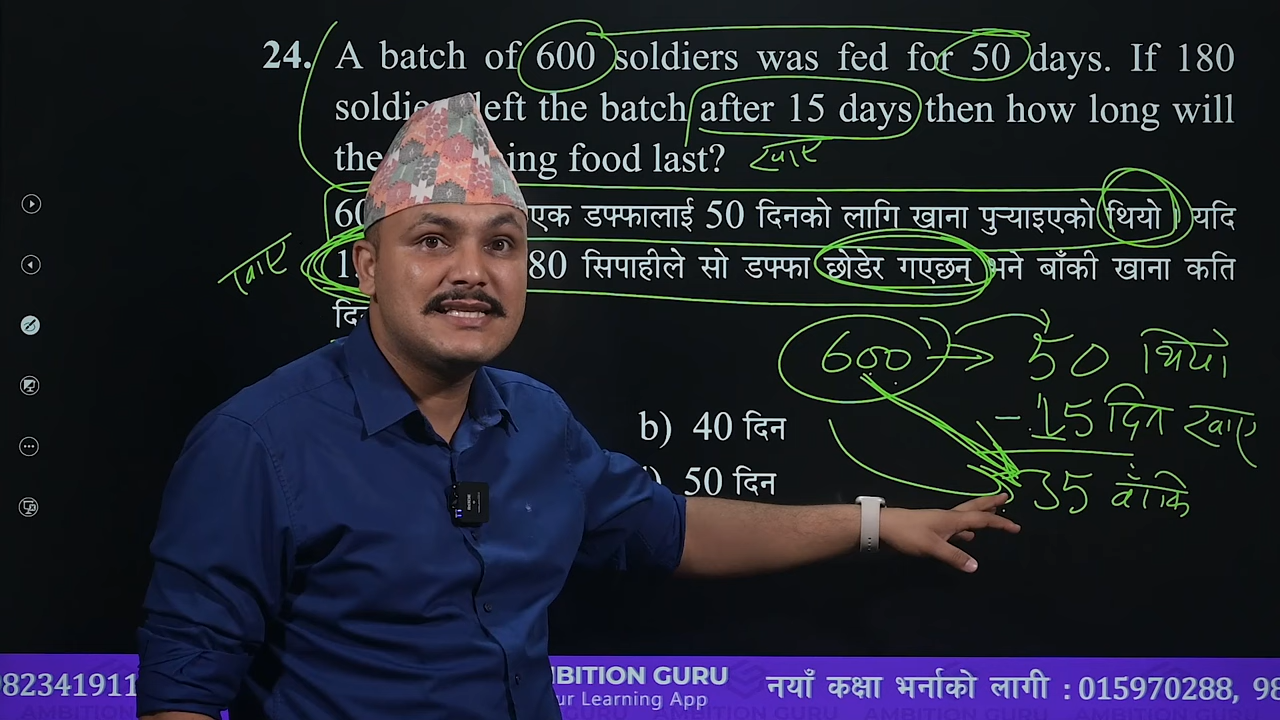 24. A batch of 600 soldiers was fed for 50 days. If 180
left the batch after 15 days then how long will
food last? खाए
एक डफ्फालाई 50 दिनको लागि खाना पुऱ्याइएको थियो । यदि
खाए 80 सिपाहीले सो डफ्फा छोडेर गएछन् भने बाँकी खाना कति
600 → 50 थियो
b) 40 दिन - 15 दिन खाए
50 दिन 35 बाँकि
BITION GURU
ur Learning App
नयाँ कक्षा भर्नाको लागी : 015970288, 98